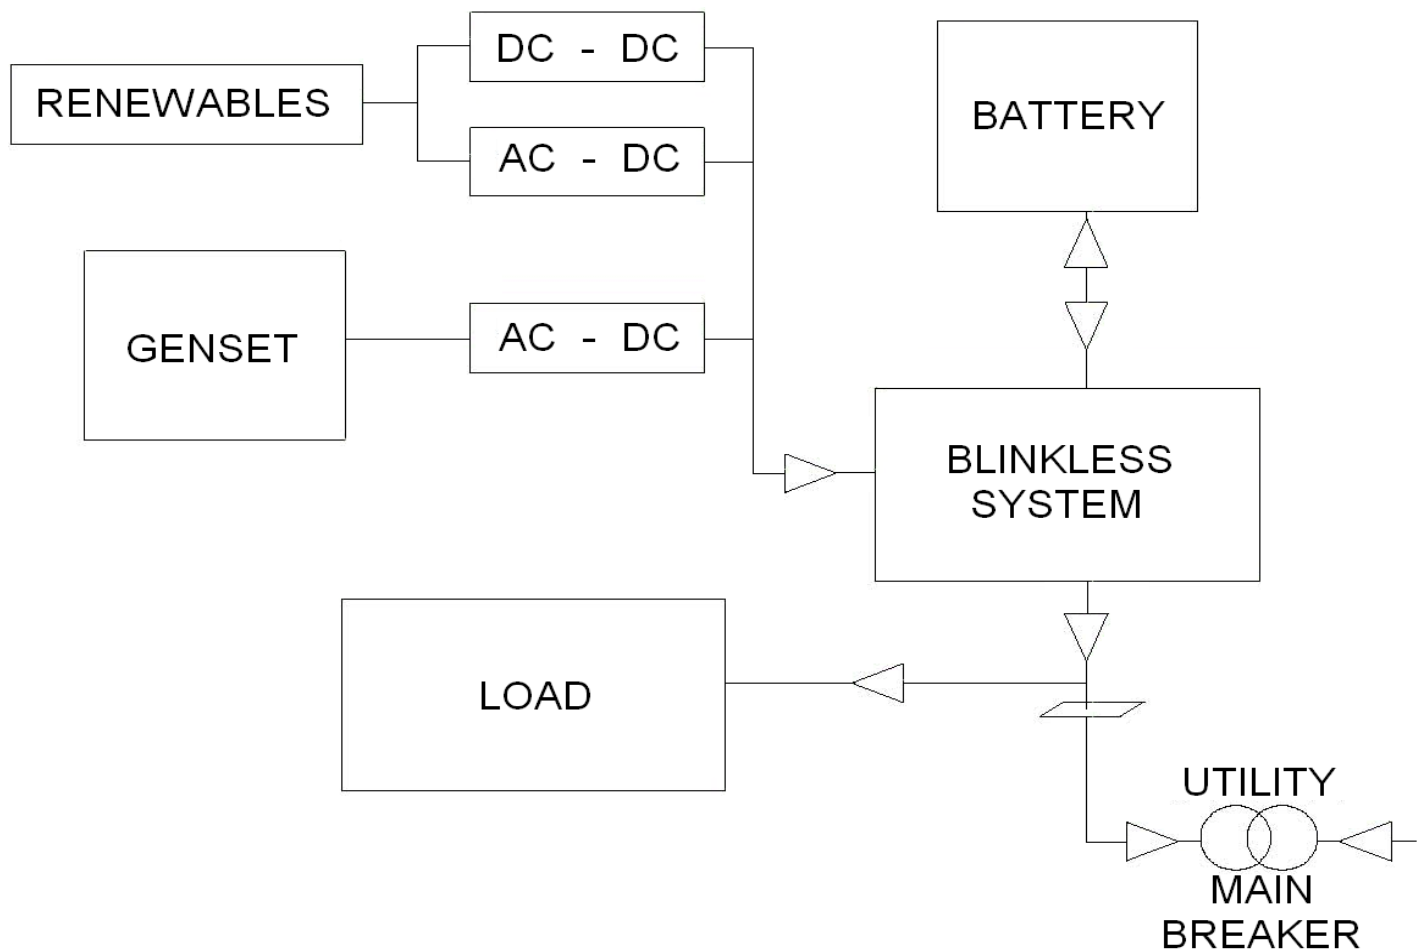 DC - DC
RENEWABLES
AC - DC
BATTERY
GENSET
AC - DC
BLINKLESS
SYSTEM
LOAD
UTILITY
MAIN
BREAKER